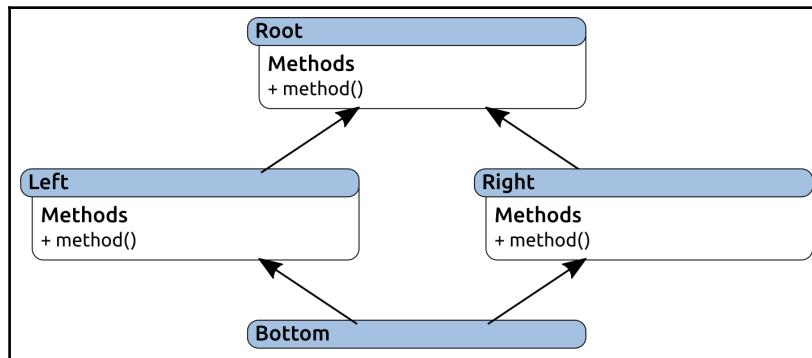 Root
Methods
+ method()
Left
Methods
+ method()
Right
Methods
+ method()
Bottom